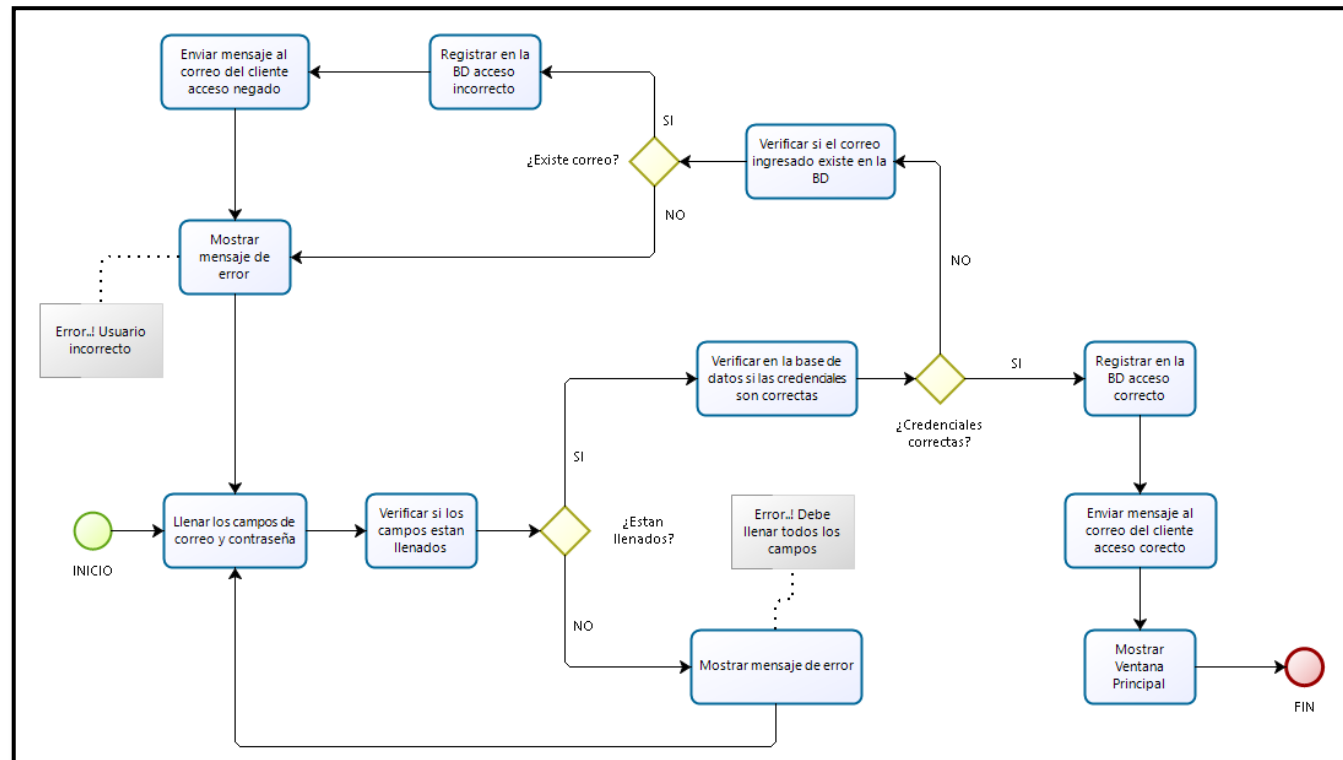 Enviar mensaje al
correo del cliente
acceso negado
Registrar en la
BD acceso
incorrecto
SI
¿Existe correo?
Verificar si el correo
ingresado existe en la
BD
NO
Mostrar
mensaje de
error
NO
Error..! Usuario
incorrecto
Verificar en la base de
datos si las credenciales
son correctas
SI
Registrar en la
BD acceso
correcto
¿Credenciales
correctas?
SI
INICIO
Llenar los campos de
correo y contraseña
Verificar si los
campos estan
llenados
¿Estan
llenados?
Error..! Debe
llenar todos los
campos
Enviar mensaje al
correo del cliente
acceso corecto
NO
Mostrar mensaje de error
Mostrar
Ventana
Principal
FIN